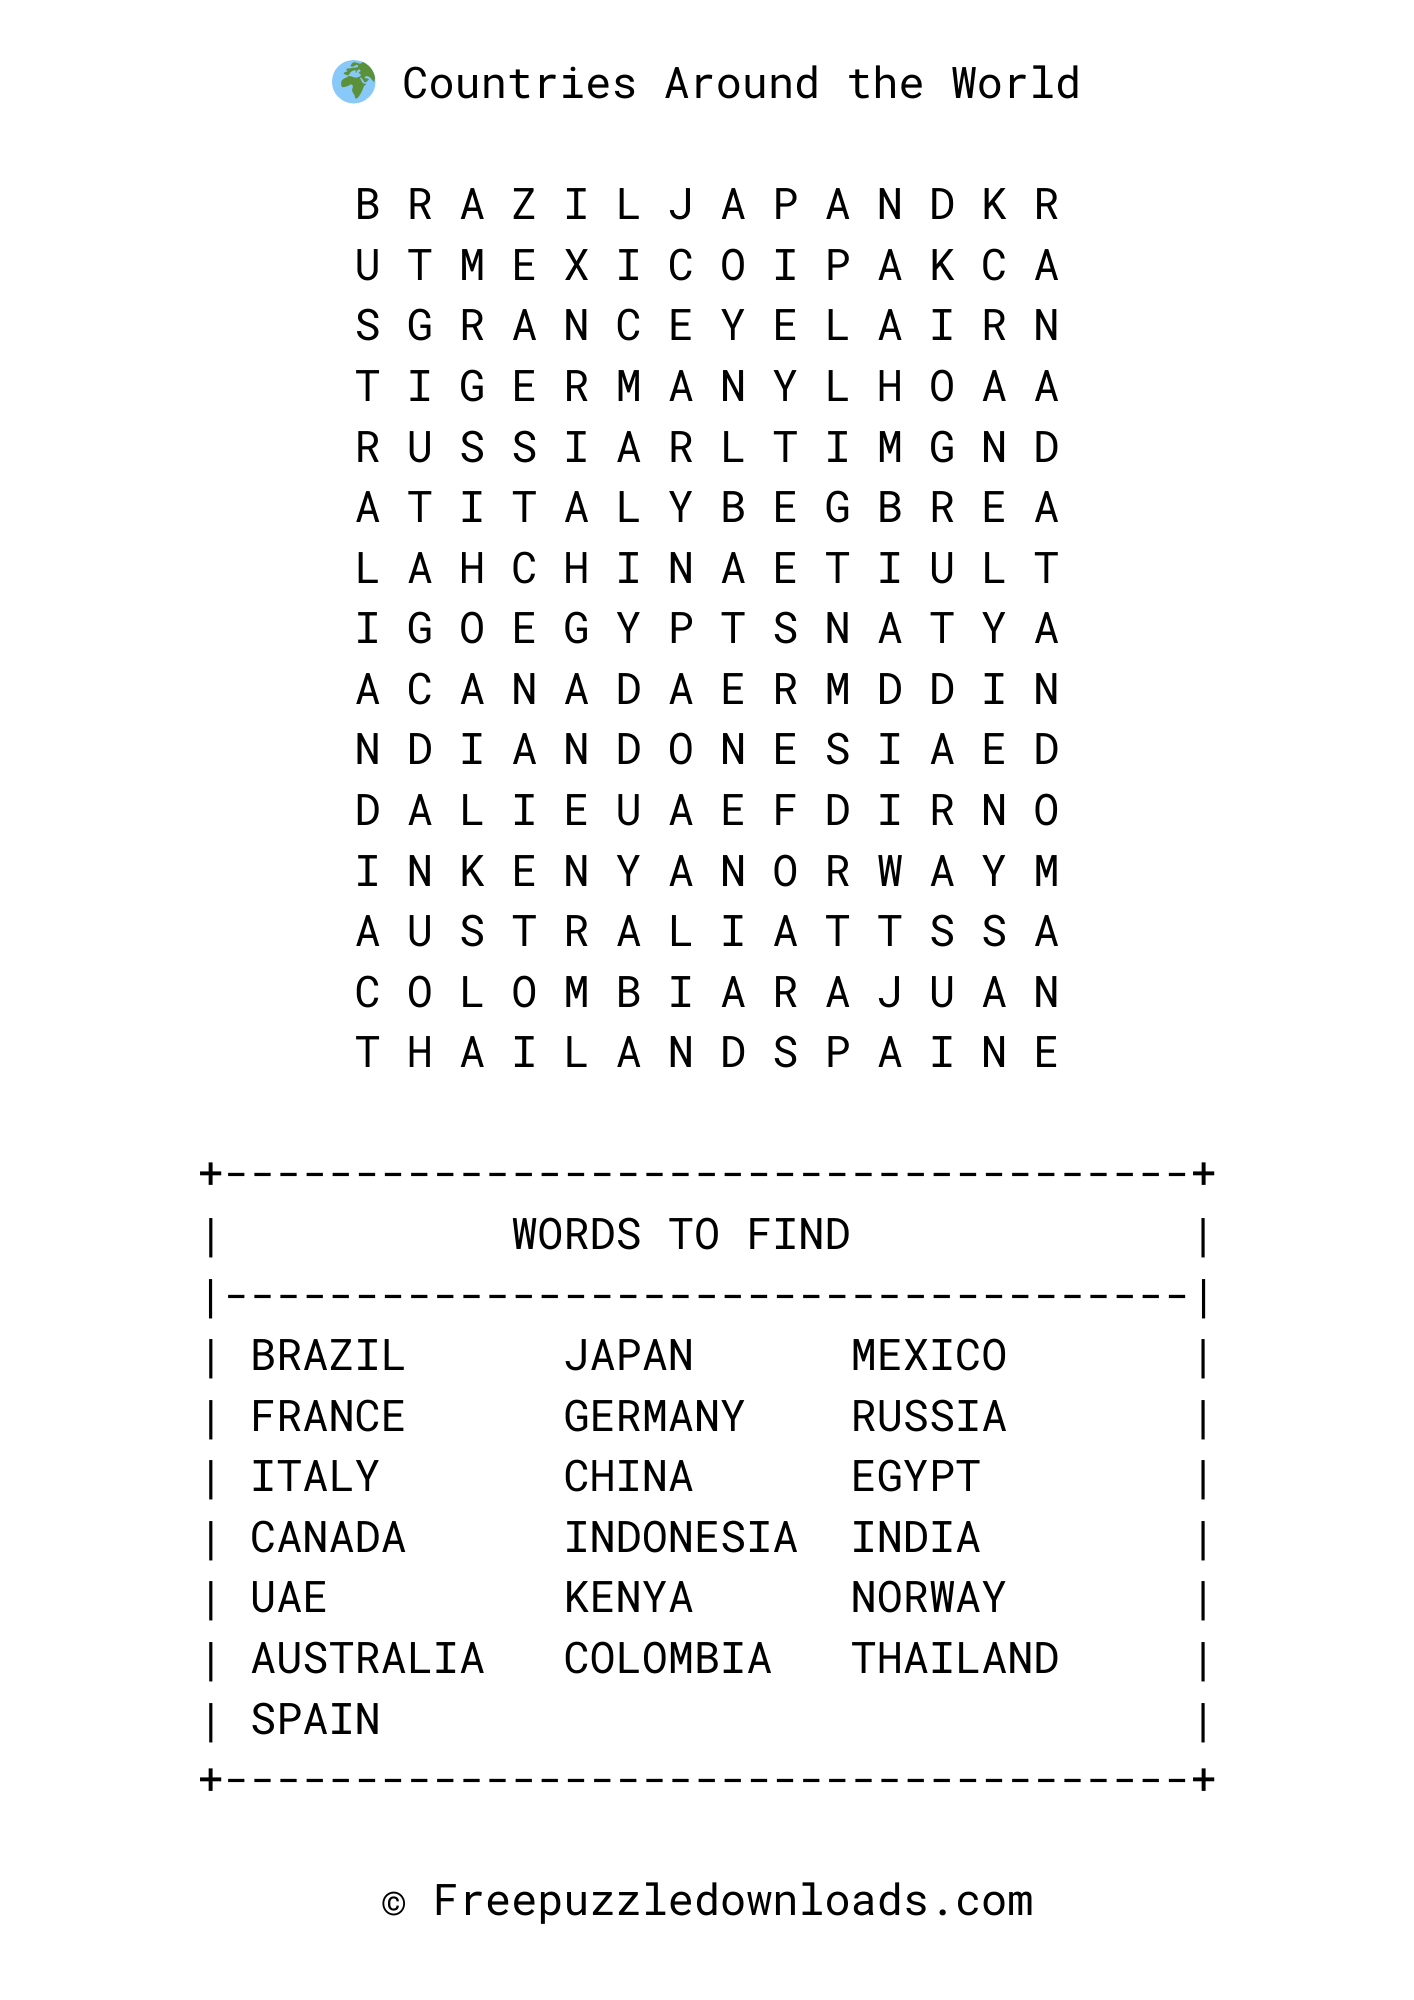 🌍 Countries Around the World
B R A Z I L J A P A N D K R
U T M E X I C O I P A K C A
S G R A N C E Y E L A I R N
T I G E R M A N Y L H O A A
R U S S I A R L T I M G N D
A T I T A L Y B E G B R E A
L A H C H I N A E T I U L T
I G O E G Y P T S N A T Y A
A C A N A D A E R M D D I N
N D I A N D O N E S I A E D
D A L I E U A E F D I R N O
I N K E N Y A N O R W A Y M
A U S T R A L I A T T S S A
C O L O M B I A R A J U A N
T H A I L A N D S P A I N E
+-------------------------------------+
| WORDS TO FIND |
|-------------------------------------|
| BRAZIL JAPAN MEXICO |
| FRANCE GERMANY RUSSIA |
| ITALY CHINA EGYPT |
| CANADA INDONESIA INDIA |
| UAE KENYA NORWAY |
| AUSTRALIA COLOMBIA THAILAND |
| SPAIN |
+-------------------------------------+
© Freepuzzledownloads.com